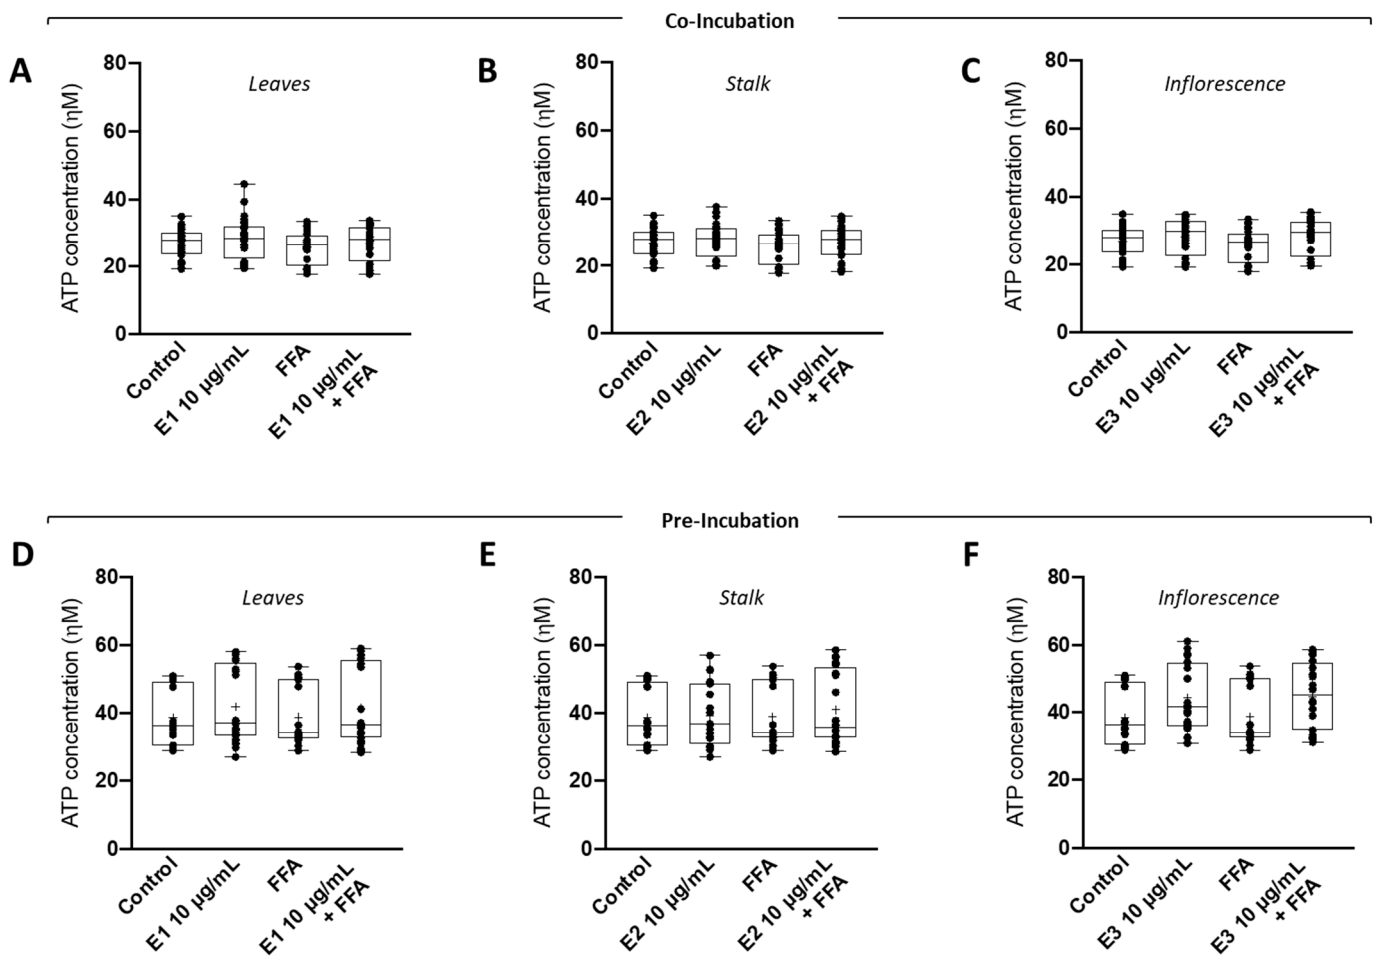 Co-Incubation
A
ATP concentration (ηM)
80
60
40
20
0
Leaves
Control
E1 10 µg/mL
FFA
E1 10 µg/mL
+ FFA
B
ATP concentration (ηM)
80
60
40
20
0
Stalk
Control
E2 10 µg/mL
FFA
E2 10 µg/mL
+ FFA
C
ATP concentration (ηM)
80
60
40
20
0
Inflorescence
Control
E3 10 µg/mL
FFA
E3 10 µg/mL
+ FFA
Pre-Incubation
D
ATP concentration (ηM)
80
60
40
20
0
Leaves
Control
E1 10 µg/mL
FFA
E1 10 µg/mL
+ FFA
E
ATP concentration (ηM)
80
60
40
20
0
Stalk
Control
E2 10 µg/mL
FFA
E2 10 µg/mL
+ FFA
F
ATP concentration (ηM)
80
60
40
20
0
Inflorescence
Control
E3 10 µg/mL
FFA
E3 10 µg/mL
+ FFA